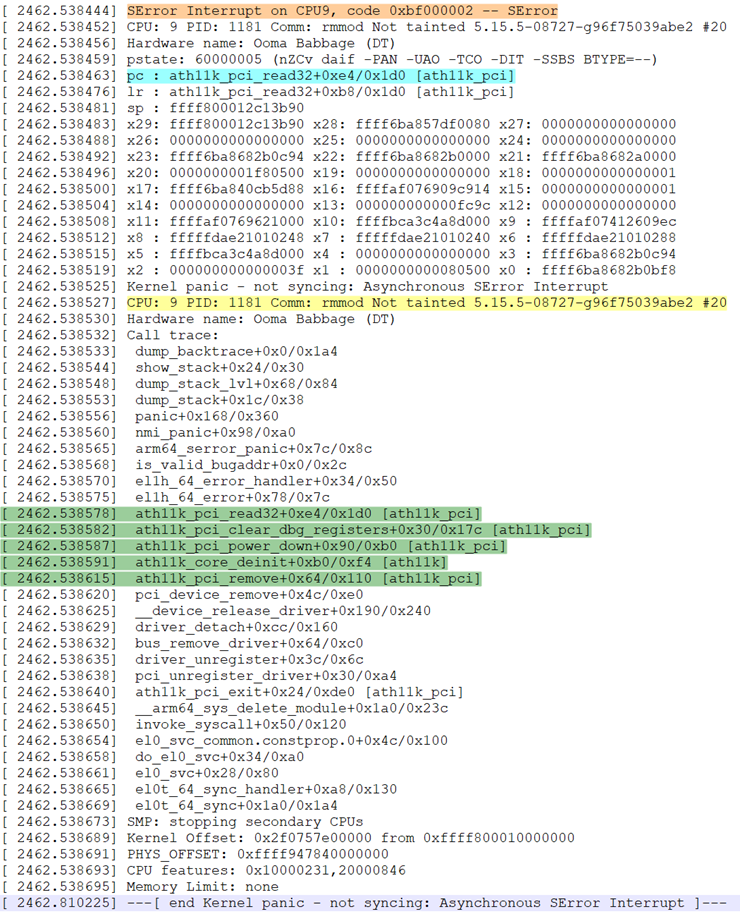 [ 2462.538444] SError Interrupt on CPU9, code 0xbf000002 -- SError
[ 2462.538452] CPU: 9 PID: 1181 Comm: rmmod Not tainted 5.15.5-08727-g96f75039abe2 #20
[ 2462.538456] Hardware name: Ooma Babbage (DT)
[ 2462.538459] pstate: 60000005 (nZCv daif -PAN -UAO -TCO -DIT -SSBS BTYPE=--)
[ 2462.538463] pc : ath11k_pci_read32+0xe4/0x1d0 [ath11k_pci]
[ 2462.538476] lr : ath11k_pci_read32+0xb8/0x1d0 [ath11k_pci]
[ 2462.538481] sp : ffff800012c13b90
[ 2462.538483] x29: ffff800012c13b90 x28: ffff6ba857df0080 x27: 0000000000000000
[ 2462.538488] x26: 0000000000000000 x25: 0000000000000000 x24: 0000000000000000
[ 2462.538492] x23: ffff6ba8682b0c94 x22: ffff6ba8682b0000 x21: ffff6ba8682a0000
[ 2462.538496] x20: 0000000001f80500 x19: 0000000000000000 x18: 0000000000000001
[ 2462.538500] x17: ffff6ba840cb5d88 x16: ffffaf076909c914 x15: 0000000000000001
[ 2462.538504] x14: 0000000000000000 x13: 000000000000fc9c x12: 0000000000000000
[ 2462.538508] x11: ffffaf0769621000 x10: ffffbca3c4a8d000 x9 : ffffaf07412609ec
[ 2462.538512] x8 : fffffdae21010248 x7 : fffffdae21010240 x6 : fffffdae21010288
[ 2462.538515] x5 : ffffbca3c4a8d000 x4 : 0000000000000000 x3 : ffff6ba8682b0c94
[ 2462.538519] x2 : 000000000000003f x1 : 0000000000080500 x0 : ffff6ba8682b0bf8
[ 2462.538525] Kernel panic - not syncing: Asynchronous SError Interrupt
[ 2462.538527] CPU: 9 PID: 1181 Comm: rmmod Not tainted 5.15.5-08727-g96f75039abe2 #20
[ 2462.538530] Hardware name: Ooma Babbage (DT)
[ 2462.538532] Call trace:
[ 2462.538533] dump_backtrace+0x0/0x1a4
[ 2462.538544] show_stack+0x24/0x30
[ 2462.538548] dump_stack_lvl+0x68/0x84
[ 2462.538553] dump_stack+0x1c/0x38
[ 2462.538556] panic+0x168/0x360
[ 2462.538560] nmi_panic+0x98/0xa0
[ 2462.538565] arm64_serror_panic+0x7c/0x8c
[ 2462.538568] is_valid_bugaddr+0x0/0x2c
[ 2462.538570] el1h_64_error_handler+0x34/0x50
[ 2462.538575] el1h_64_error+0x78/0x7c
[ 2462.538578] ath11k_pci_read32+0xe4/0x1d0 [ath11k_pci]
[ 2462.538582] ath11k_pci_clear_dbg_registers+0x30/0x17c [ath11k_pci]
[ 2462.538587] ath11k_pci_power_down+0x90/0xb0 [ath11k_pci]
[ 2462.538591] ath11k_core_deinit+0xb0/0xf4 [ath11k]
[ 2462.538615] ath11k_pci_remove+0x64/0x110 [ath11k_pci]
[ 2462.538620] pci_device_remove+0x4c/0xe0
[ 2462.538625] __device_release_driver+0x190/0x240
[ 2462.538629] driver_detach+0xcc/0x160
[ 2462.538632] bus_remove_driver+0x64/0xc0
[ 2462.538635] driver_unregister+0x3c/0x6c
[ 2462.538638] pci_unregister_driver+0x30/0xa4
[ 2462.538640] ath11k_pci_exit+0x24/0xde0 [ath11k_pci]
[ 2462.538645] __arm64_sys_delete_module+0x1a0/0x23c
[ 2462.538650] invoke_syscall+0x50/0x120
[ 2462.538654] el0_svc_common.constprop.0+0x4c/0x100
[ 2462.538658] do_el0_svc+0x34/0xa0
[ 2462.538661] el0_svc+0x28/0x80
[ 2462.538665] el0t_64_sync_handler+0xa8/0x130
[ 2462.538669] el0t_64_sync+0x1a0/0x1a4
[ 2462.538673] SMP: stopping secondary CPUs
[ 2462.538689] Kernel Offset: 0x2f0757e00000 from 0xffff800010000000
[ 2462.538691] PHYS_OFFSET: 0xffff947840000000
[ 2462.538693] CPU features: 0x10000231,20000846
[ 2462.538695] Memory Limit: none
[ 2462.810225] ---[ end Kernel panic - not syncing: Asynchronous SError Interrupt ]---